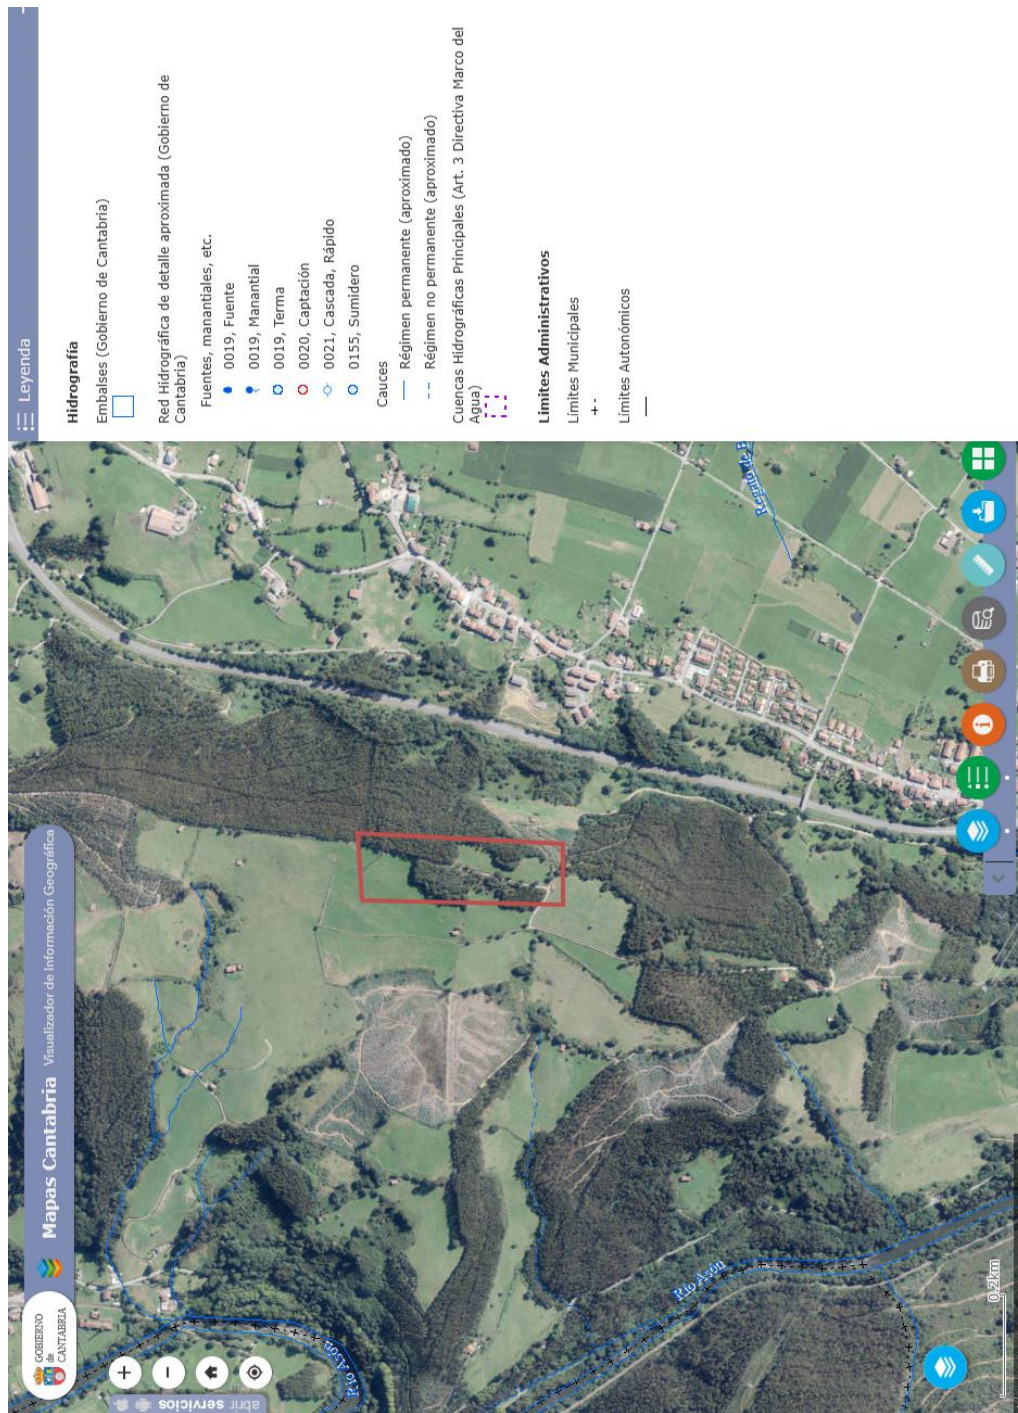 GOBIERNO
de
CANTABRIA
Mapas Cantabria Visualizador de Información Geográfica
abrir servicios
Río Asón
Río Asón
0,2km
Leyenda
Hidrografía
Embalses (Gobierno de Cantabria)
Red Hidrográfica de detalle aproximada (Gobierno de
Cantabria)
Fuentes, manantiales, etc.
0019, Fuente
0019, Manantial
0019, Terma
0020, Captación
0021, Cascada, Rápido
0155, Sumidero
Cauces
Régimen permanente (aproximado)
Régimen no permanente (aproximado)
Cuencas Hidrográficas Principales (Art. 3 Directiva Marco del
Agua)
Límites Administrativos
Límites Municipales
Límites Autonómicos